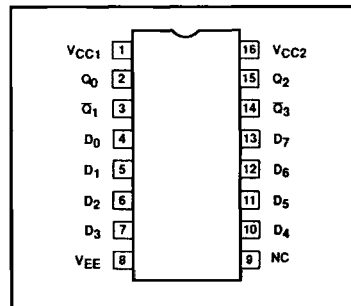 VCC1 1 16 VCC2
Q0 2 15 Q2
Q̅1 3 14 Q̅3
D0 4 13 D7
D1 5 12 D6
D2 6 11 D5
D3 7 10 D4
VEE 8 9 NC